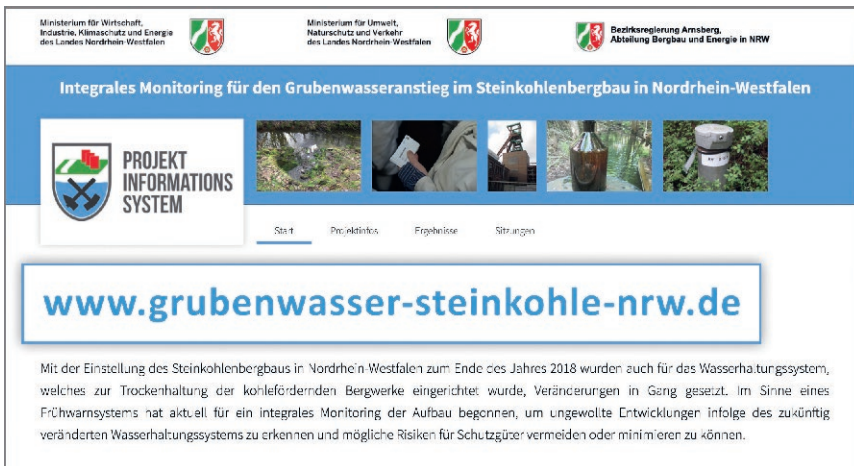 Ministerium für Wirtschaft,
Industrie, Klimaschutz und Energie
des Landes Nordrhein-Westfalen
Ministerium für Umwelt,
Naturschutz und Verkehr
des Landes Nordrhein-Westfalen
Bezirksregierung Arnsberg,
Abteilung Bergbau und Energie in NRW
Integrales Monitoring für den Grubenwasseranstieg im Steinkohlenbergbau in Nordrhein-Westfalen
PROJEKT
INFORMATIONS
SYSTEM
Start Projektinfos Ergebnisse Sitzungen
www.grubenwasser-steinkohle-nrw.de
Mit der Einstellung des Steinkohlenbergbaus in Nordrhein-Westfalen zum Ende des Jahres 2018 wurden auch für das Wasserhaltungssystem,
welches zur Trockenhaltung der kohlefördernden Bergwerke eingerichtet wurde, Veränderungen in Gang gesetzt. Im Sinne eines
Frühwarnsystems hat aktuell für ein integrales Monitoring der Aufbau begonnen, um ungewollte Entwicklungen infolge des zukünftig
veränderten Wasserhaltungssystems zu erkennen und mögliche Risiken für Schutzgüter vermeiden oder minimieren zu können.